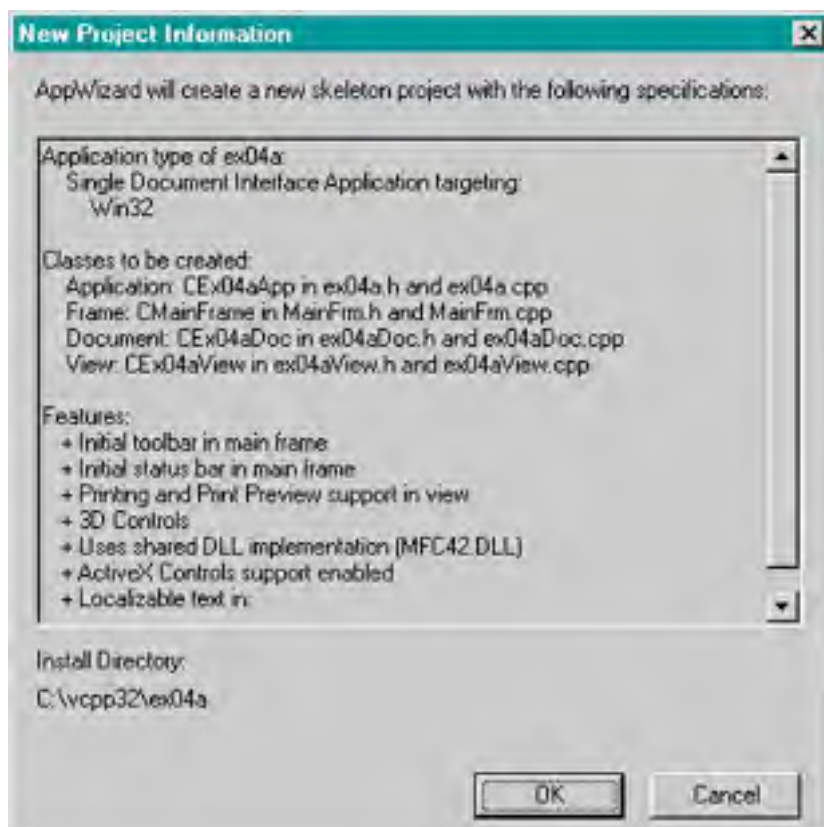 New Project Information
AppWizard will create a new skeleton project with the following specifications:
Application type of ex04a:
Single Document Interface Application targeting:
Win32
Classes to be created:
Application: CEx04aApp in ex04a.h and ex04a.cpp
Frame: CMainFrame in MainFrm.h and MainFrm.cpp
Document: CEx04aDoc in ex04aDoc.h and ex04aDoc.cpp
View: CEx04aView in ex04aView.h and ex04aView.cpp
Features:
+ Initial toolbar in main frame
+ Initial status bar in main frame
+ Printing and Print Preview support in view
+ 3D Controls
+ Uses shared DLL implementation (MFC42.DLL)
+ ActiveX Controls support enabled
+ Localizable text in:
Install Directory:
C:\vcpp32\ex04a
OK
Cancel